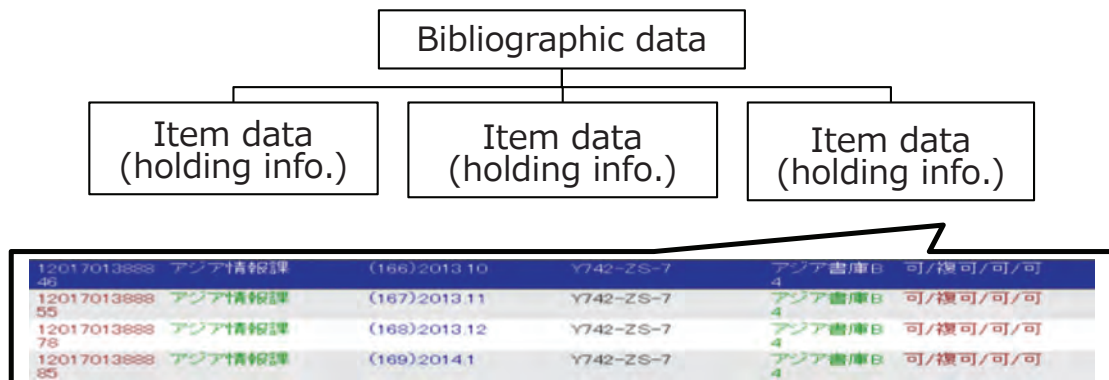 Bibliographic data
Item data
(holding info.)
Item data
(holding info.)
Item data
(holding info.)
12017013888 アジア情報課 (166)2013.10 Y742-ZS-7 アジア書庫B 可/複可/可/可
46 4
12017013888 アジア情報課 (167)2013.11 Y742-ZS-7 アジア書庫B 可/複可/可/可
55 4
12017013888 アジア情報課 (168)2013.12 Y742-ZS-7 アジア書庫B 可/複可/可/可
78 4
12017013888 アジア情報課 (169)2014.1 Y742-ZS-7 アジア書庫B 可/複可/可/可
85 4